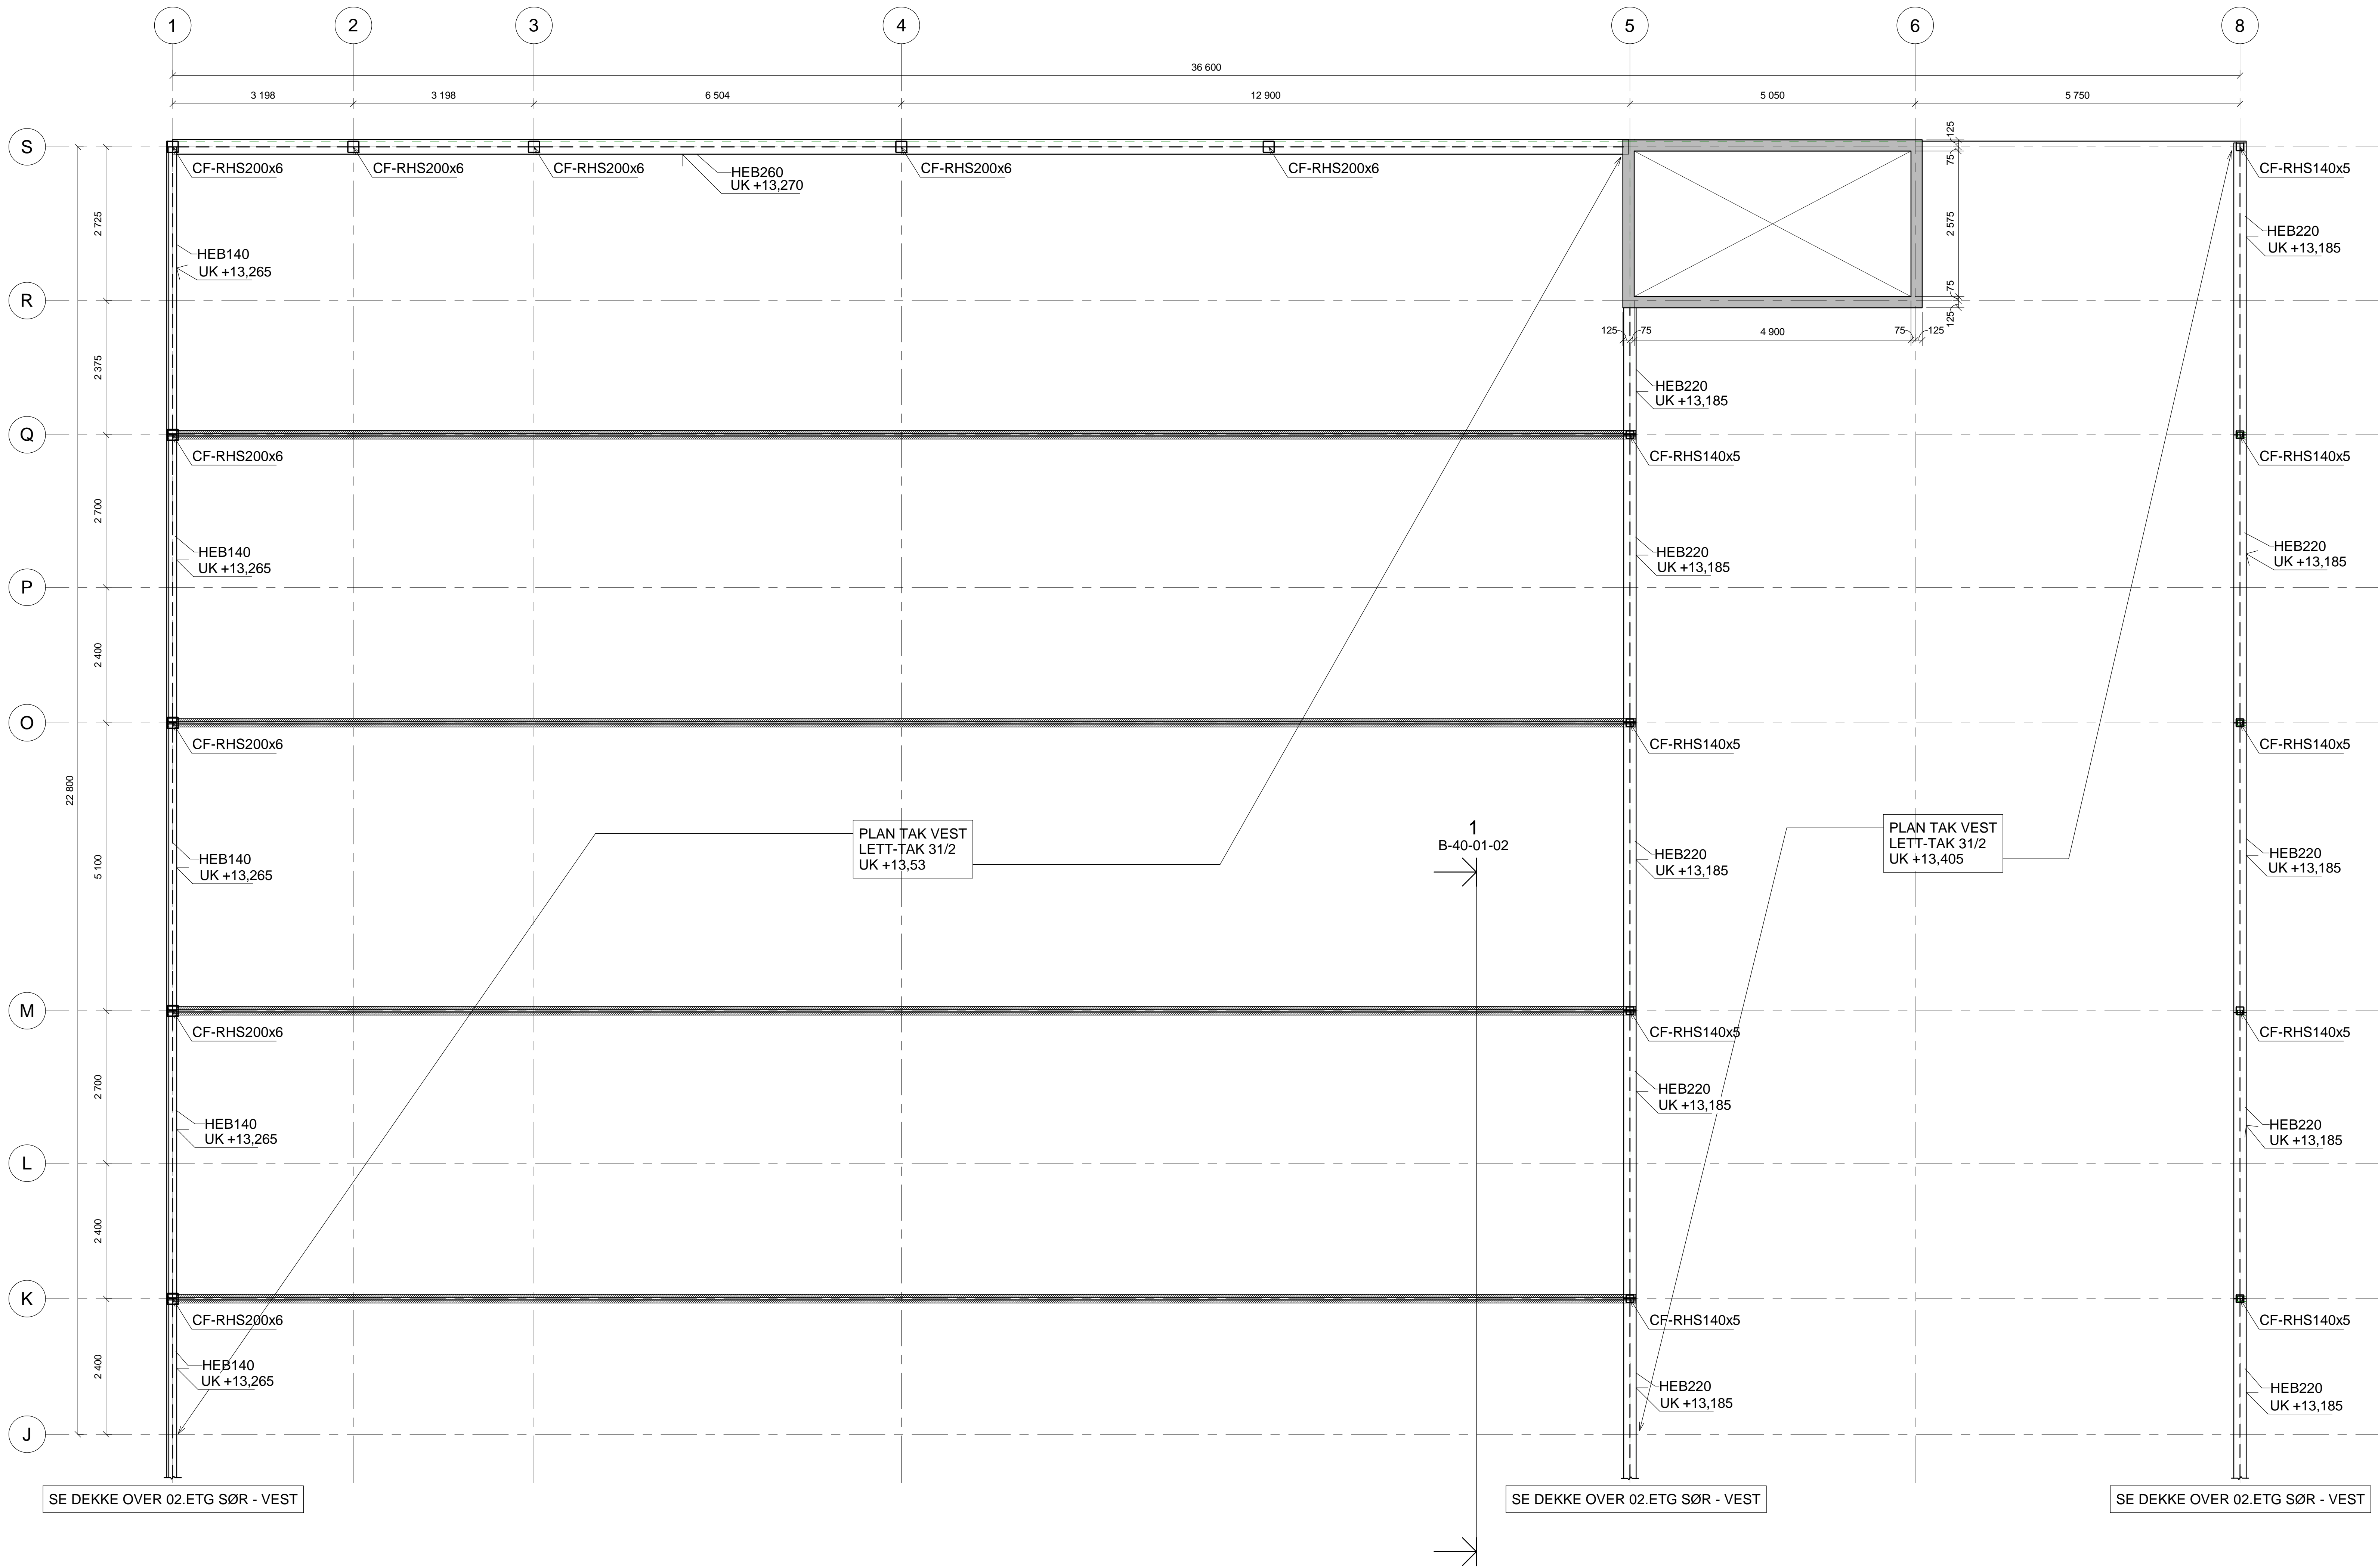 1 2 3 4 5 6 8
36 600
3 198 3 198 6 504 12 900 5 050 5 750
S
CF-RHS200x6 CF-RHS200x6 CF-RHS200x6 CF-RHS200x6 CF-RHS200x6 CF-RHS140x5
HEB260
UK +13,270
125
75
2 575
75
125
2 725
HEB140
UK +13,265
HEB220
UK +13,185
R
125 75 4 900 75 125
2 375
HEB220
UK +13,185
Q
CF-RHS200x6 CF-RHS140x5 CF-RHS140x5
2 700
HEB140
UK +13,265
HEB220
UK +13,185
HEB220
UK +13,185
P
2 400
O
CF-RHS200x6 CF-RHS140x5 CF-RHS140x5
22 800
5 100
HEB140
UK +13,265
PLAN TAK VEST
LETT-TAK 31/2
UK +13,53
1
B-40-01-02
HEB220
UK +13,185
PLAN TAK VEST
LETT-TAK 31/2
UK +13,405
HEB220
UK +13,185
M
CF-RHS200x6 CF-RHS140x5 CF-RHS140x5
2 700
HEB140
UK +13,265
HEB220
UK +13,185
HEB220
UK +13,185
L
2 400
K
CF-RHS200x6 CF-RHS140x5 CF-RHS140x5
2 400
HEB140
UK +13,265
HEB220
UK +13,185
HEB220
UK +13,185
J
SE DEKKE OVER 02.ETG SØR - VEST SE DEKKE OVER 02.ETG SØR - VEST SE DEKKE OVER 02.ETG SØR - VEST